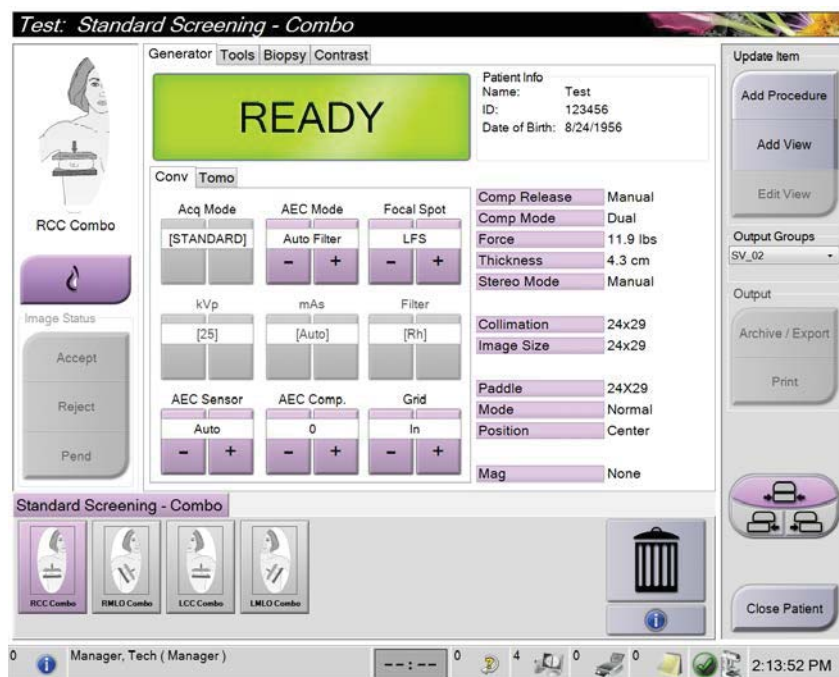 Test: Standard Screening - Combo
Generator Tools Biopsy Contrast
READY
Patient Info
Name: Test
ID: 123456
Date of Birth: 8/24/1956
RCC Combo
Image Status
Accept
Reject
Pend
Conv Tomo
Acq Mode AEC Mode Focal Spot
[STANDARD] Auto Filter LFS
- + - +
kVp mAs Filter
[25] [Auto] [Rh]
AEC Sensor AEC Comp. Grid
Auto 0 In
- + - + - +
Comp Release Manual
Comp Mode Dual
Force 11.9 lbs
Thickness 4.3 cm
Stereo Mode Manual
Collimation 24x29
Image Size 24x29
Paddle 24X29
Mode Normal
Position Center
Mag None
Update Item
Add Procedure
Add View
Edit View
Output Groups
SV_02
Output
Archive / Export
Print
Close Patient
Standard Screening - Combo
RCC Combo RMLO Combo LCC Combo LMLO Combo
0 Manager, Tech ( Manager ) --:-- 0 4 0 0 2:13:52 PM